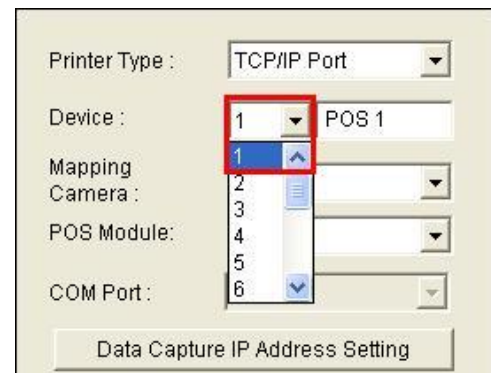 Printer Type : TCP/IP Port
Device : 1 POS 1
1
Mapping
2
Camera :
3
POS Module: 4
5
COM Port : 6
Data Capture IP Address Setting